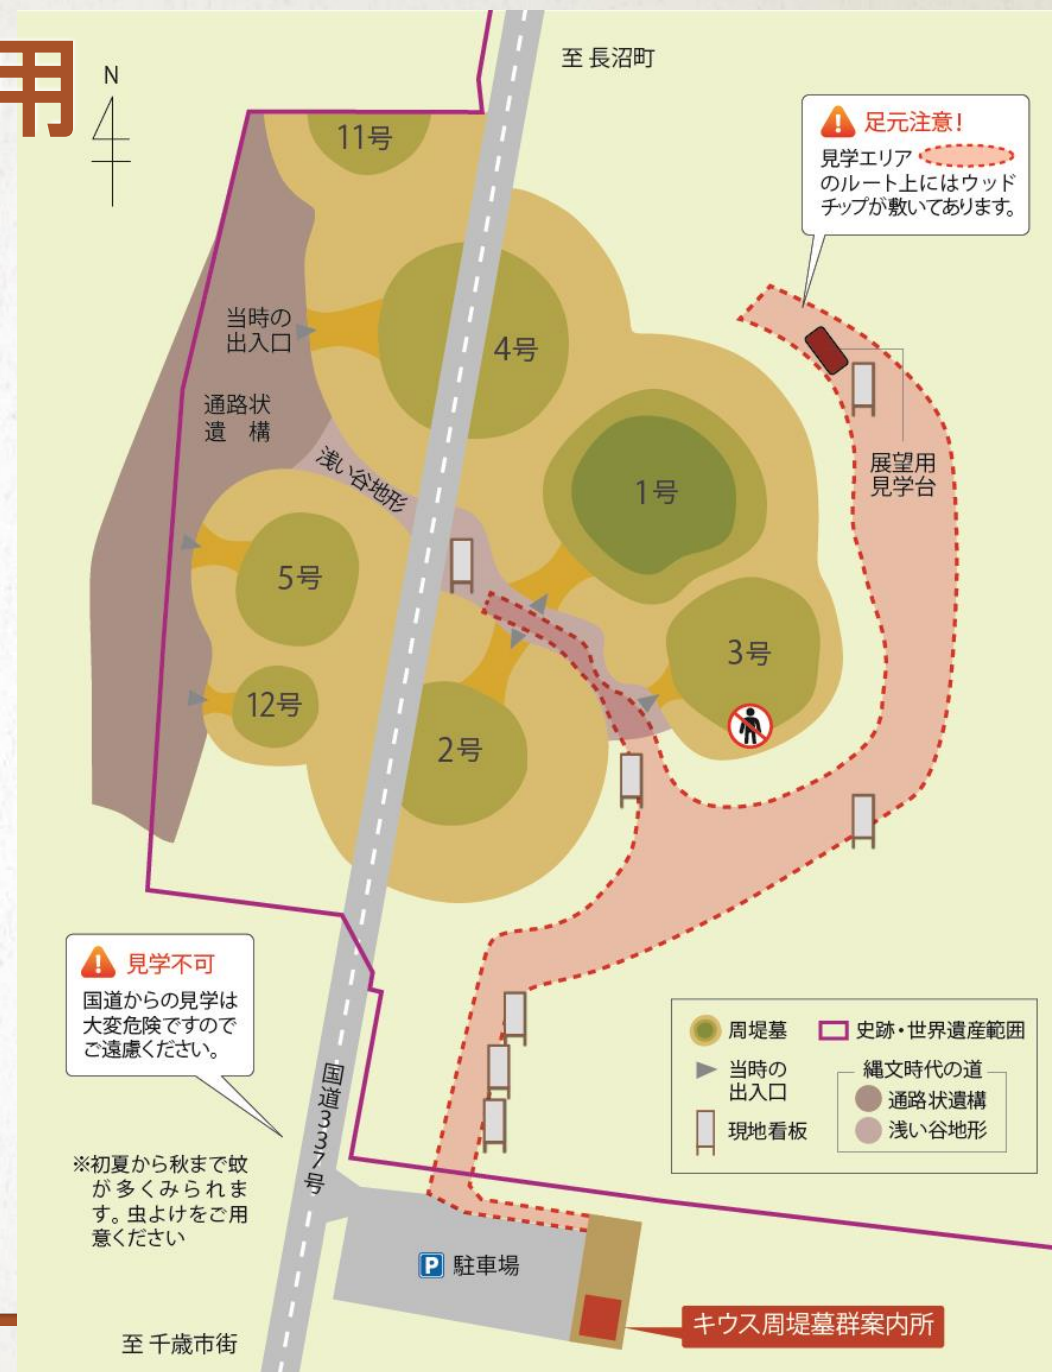 用
N
至 長沼町
足元注意！
見学エリア
のルート上にはウッド
チップが敷いてあります。
11号
当時の
出入口
4号
通路状
遺 構
浅い谷地形
1号
展望用
見学台
5号
3号
12号
2号
見学不可
国道からの見学は
大変危険ですので
ご遠慮ください。
国道337号
周堤墓
史跡・世界遺産範囲
当時の
出入口
現地看板
縄文時代の道
通路状遺構
浅い谷地形
※初夏から秋まで蚊
が多くみられま
す。虫よけをご用
意ください
P 駐車場
キウス周堤墓群案内所
至 千歳市街